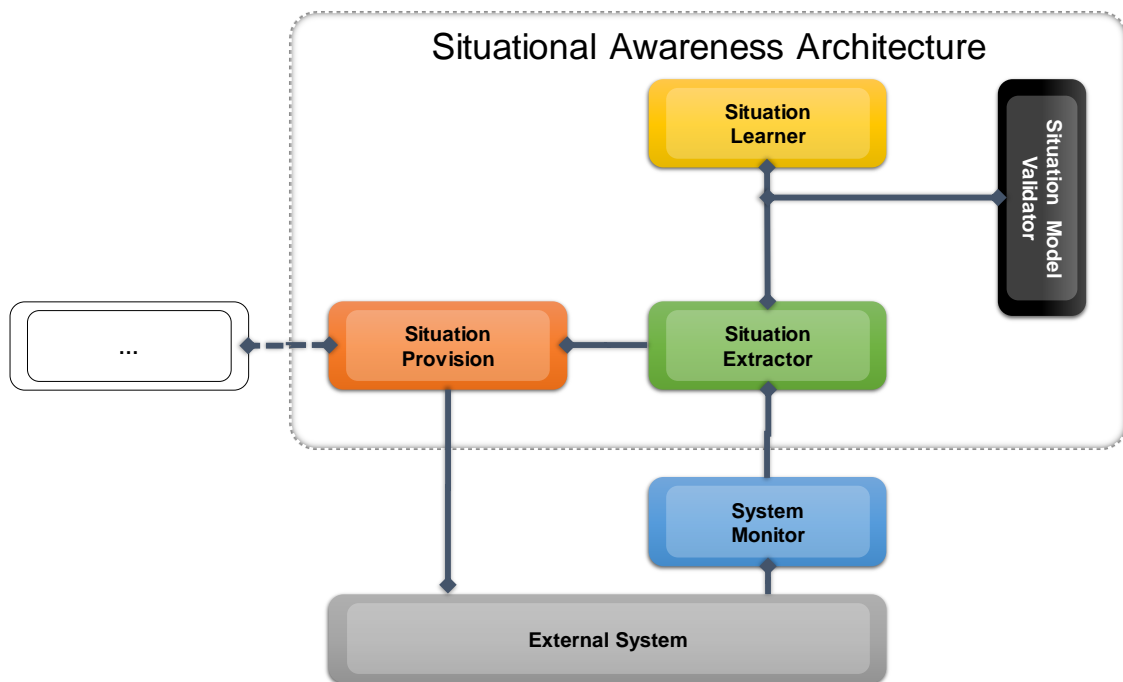 Situational Awareness Architecture
Situation
Learner
Situation Model
Validator
...
Situation
Provision
Situation
Extractor
System
Monitor
External System